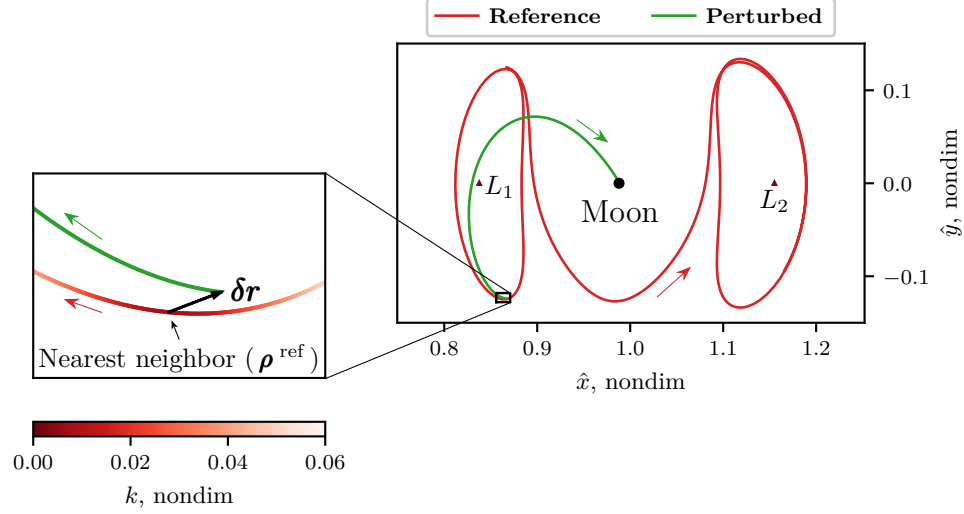 Reference Perturbed
0.1
0.0
−0.1
ŷ, nondim
L₁
L₂
Moon
0.8 0.9 1.0 1.1 1.2
x̂, nondim
δr
Nearest neighbor (ρ^ref)
0.00 0.02 0.04 0.06
k, nondim